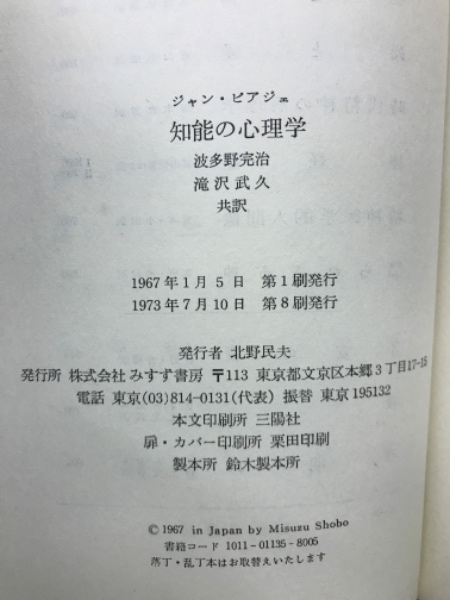 ジャン・ピアジェ
知能の心理学
波多野完治
滝沢武久
共訳
1967年1月5日 第1刷発行
1973年7月10日 第8刷発行
発行者 北野民夫
発行所 株式会社 みすず書房 〒113 東京都文京区本郷3丁目17-15
電話 東京(03)814-0131(代表) 振替 東京195132
本文印刷所 三陽社
扉・カバー印刷所 栗田印刷
製本所 鈴木製本所
© 1967 in Japan by Misuzu Shobo
書籍コード 1011-01135-8005
落丁・乱丁本はお取替えいたします